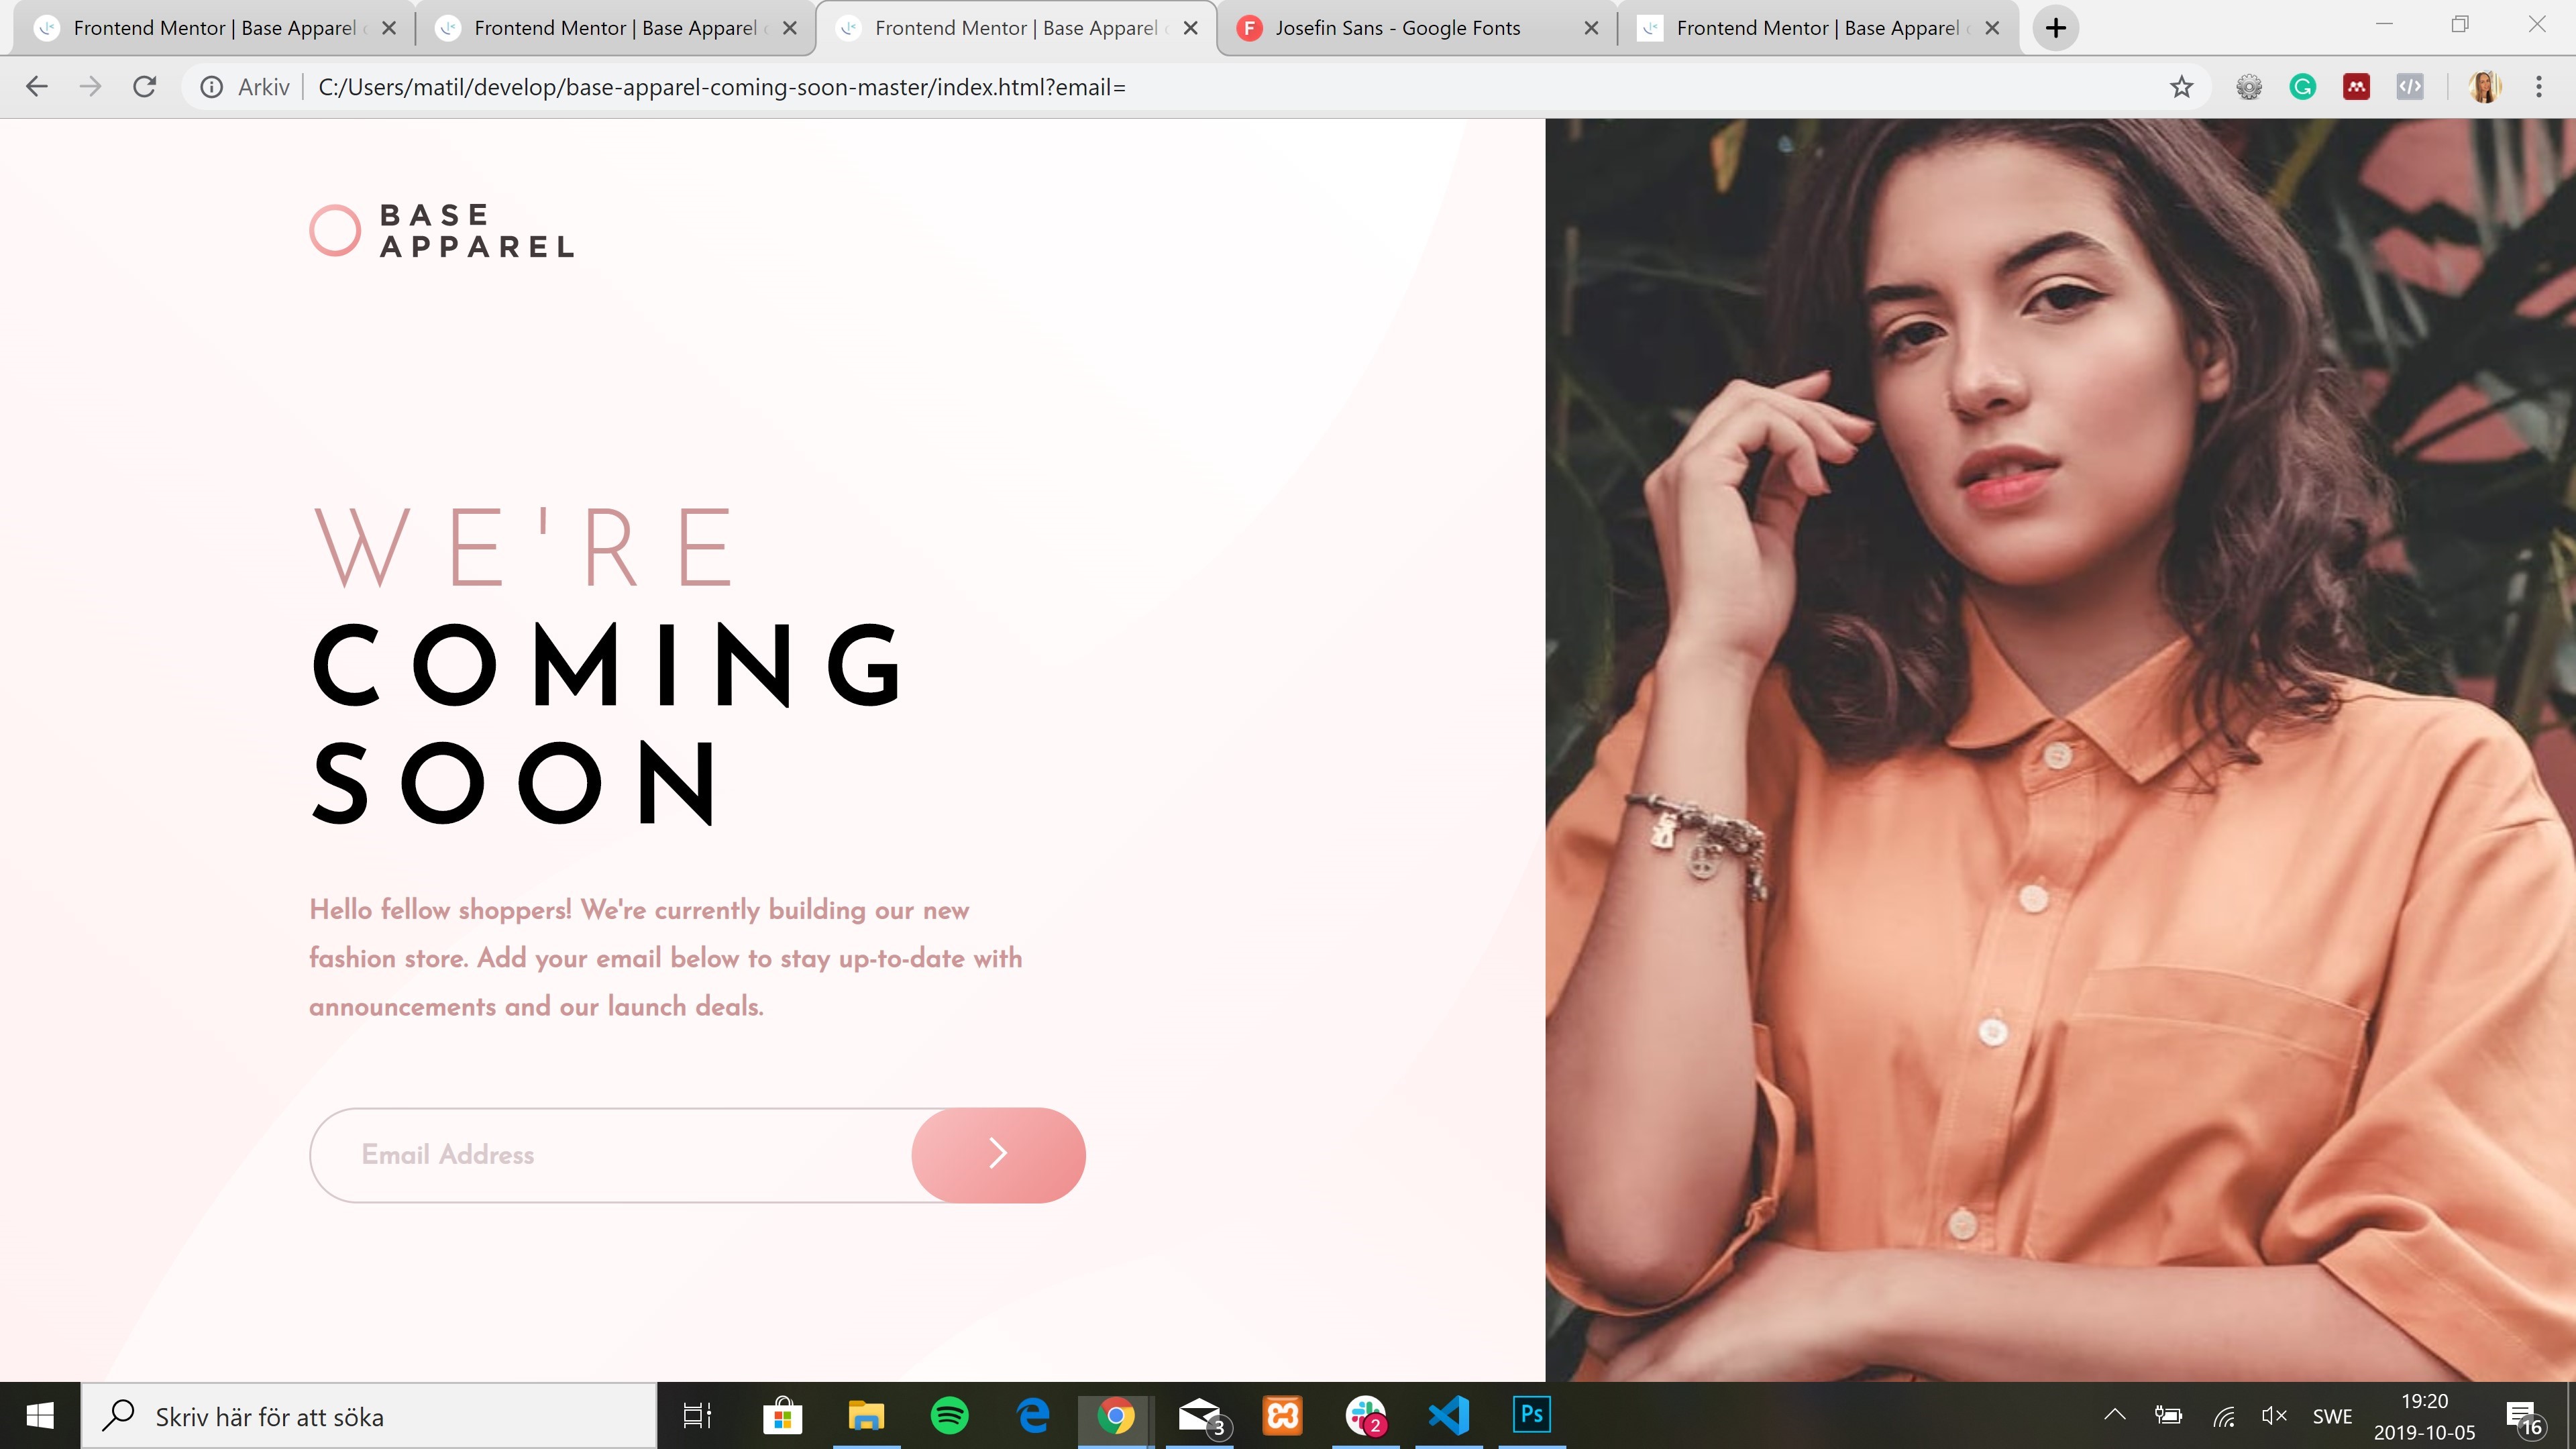 Frontend Mentor | Base Apparel
Frontend Mentor | Base Apparel
Frontend Mentor | Base Apparel
F Josefin Sans - Google Fonts
Frontend Mentor | Base Apparel
Arkiv C:/Users/matil/develop/base-apparel-coming-soon-master/index.html?email=
BASE
APPAREL
WE'RE
COMING
SOON
Hello fellow shoppers! We're currently building our new
fashion store. Add your email below to stay up-to-date with
announcements and our launch deals.
Email Address
Skriv här för att söka
3
2
Ps
SWE
19:20
2019-10-05
16